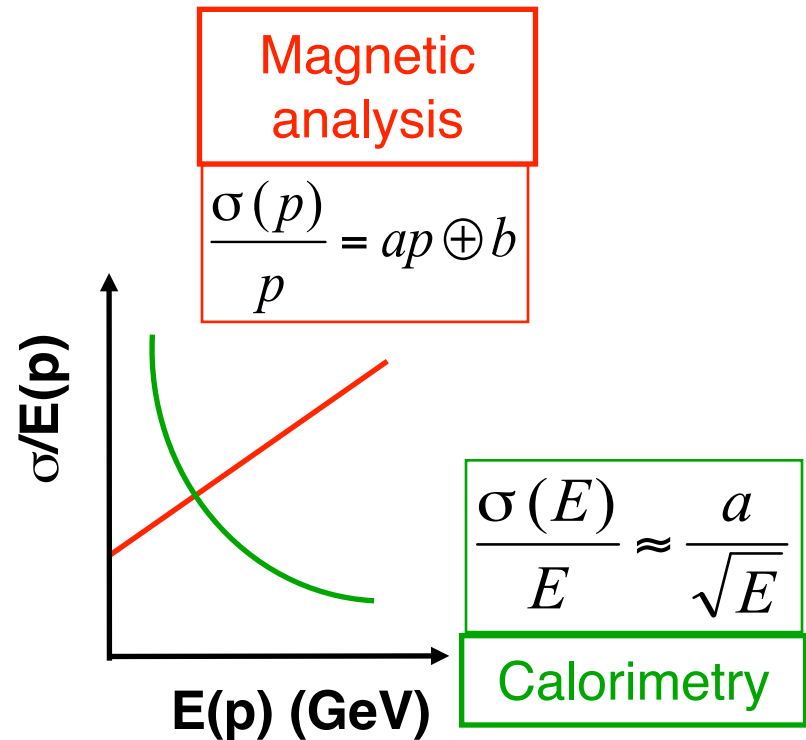 Magnetic
analysis
σ(p)/p = ap ⊕ b
σ/E(p)
σ(E)/E ≈ a/√E
Calorimetry
E(p) (GeV)